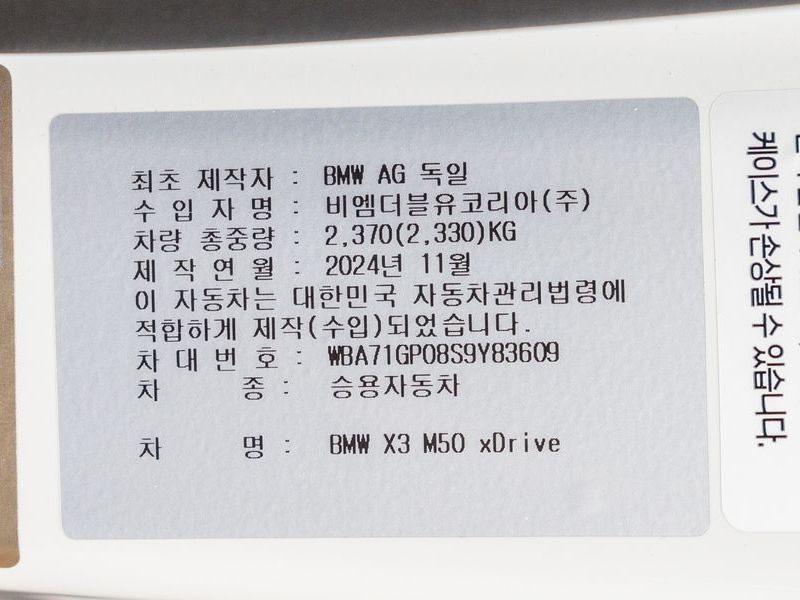 최초 제작자 : BMW AG 독일
수 입 자 명 : 비엠더블유코리아(주)
차량 총중량 : 2,370(2,330)KG
제 작 연 월 : 2024년 11월
이 자동차는 대한민국 자동차관리법령에
적합하게 제작(수입)되었습니다.
차 대 번 호 : WBA71GP08S9Y83609
차 종 : 승용자동차
차 명 : BMW X3 M50 xDrive
케이스가 손상될 수 있습니다.